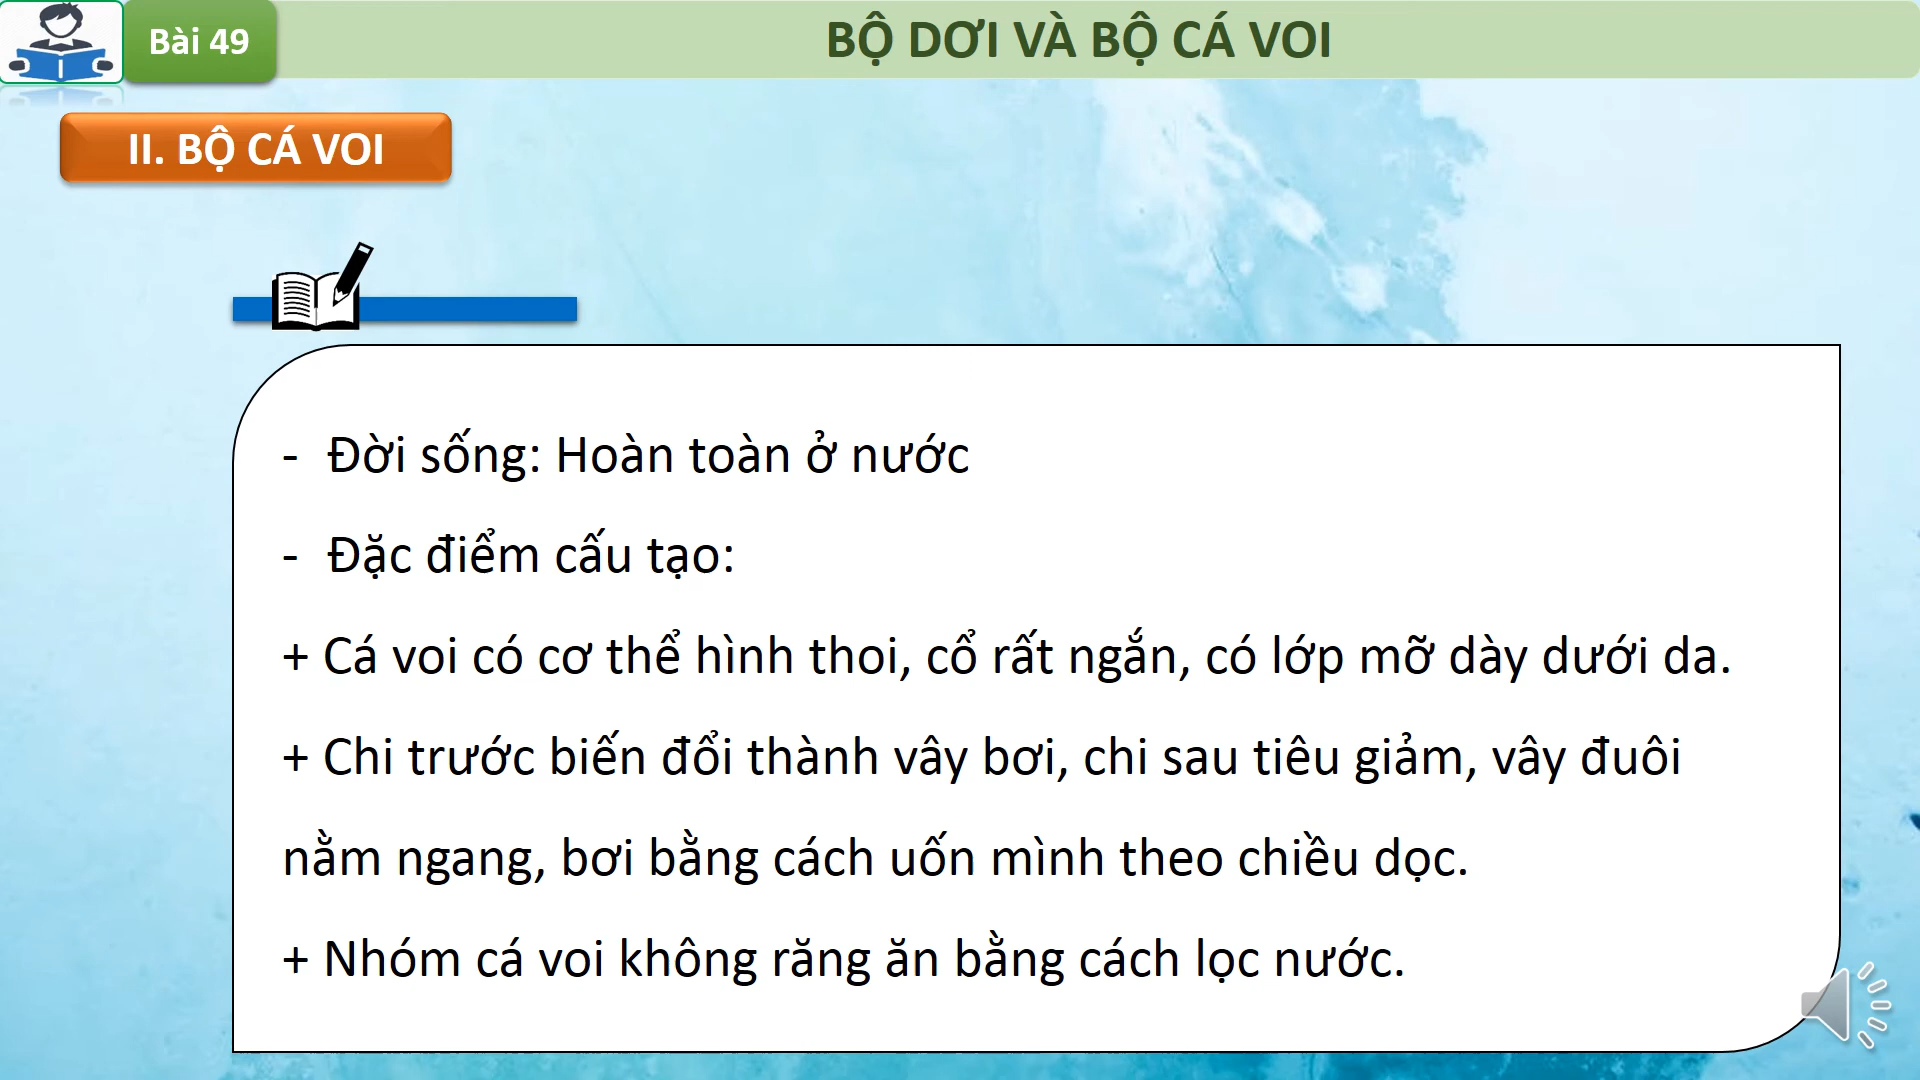 Bài 49
BỘ DƠI VÀ BỘ CÁ VOI
II. BỘ CÁ VOI
- Đời sống: Hoàn toàn ở nước
- Đặc điểm cấu tạo:
+ Cá voi có cơ thể hình thoi, cổ rất ngắn, có lớp mỡ dày dưới da.
+ Chi trước biến đổi thành vây bơi, chi sau tiêu giảm, vây đuôi
nằm ngang, bơi bằng cách uốn mình theo chiều dọc.
+ Nhóm cá voi không răng ăn bằng cách lọc nước.